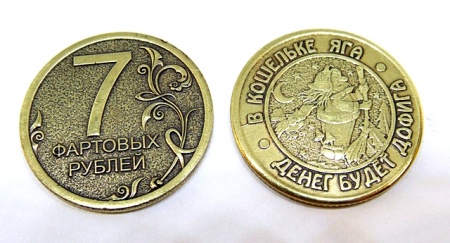 7
ФАРТОВЫХ
РУБЛЕЙ
В КОШЕЛЬКЕ ЯГА
ДЕНЕГ БУДЕТ ДОФИГА